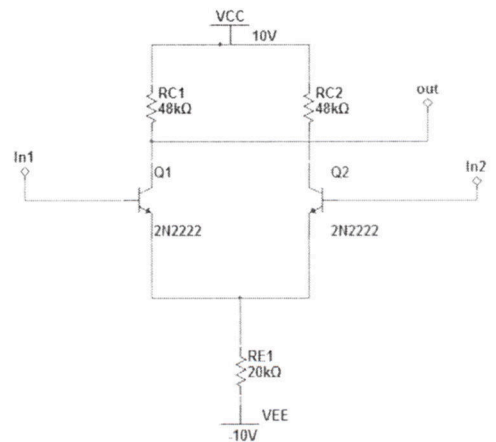 VCC
10V
RC1
48kΩ
RC2
48kΩ
out
In1
Q1
Q2
In2
2N2222
2N2222
RE1
20kΩ
VEE
-10V